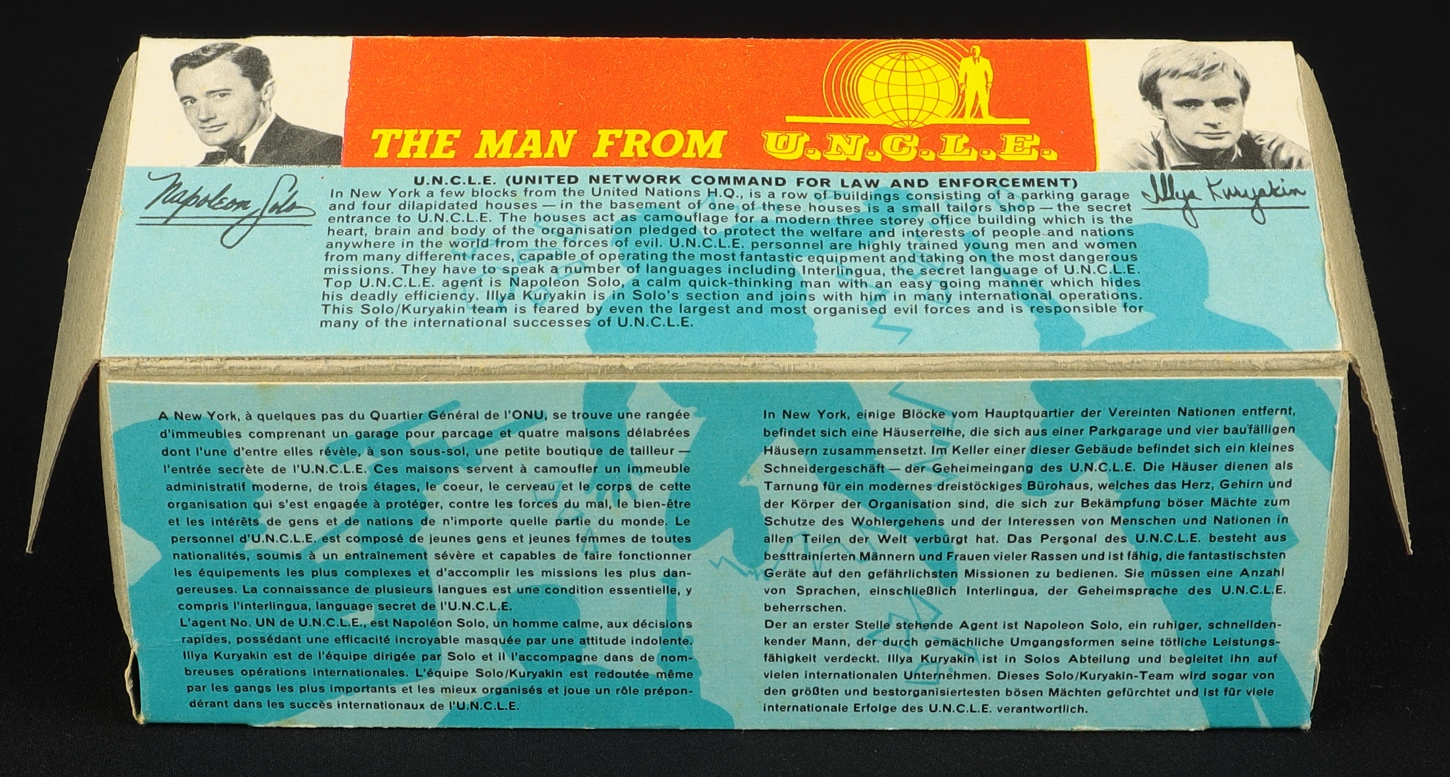 THE MAN FROM U.N.C.L.E.
Napoleon Solo
Illya Kuryakin
U.N.C.L.E. (UNITED NETWORK COMMAND FOR LAW AND ENFORCEMENT)
In New York a few blocks from the United Nations H.Q., is a row of buildings consisting of a parking garage
and four dilapidated houses — in the basement of one of these houses is a small tailors shop — the secret
entrance to U.N.C.L.E. The houses act as camouflage for a modern three storey office building which is the
heart, brain and body of the organisation pledged to protect the welfare and interests of people and nations
anywhere in the world from the forces of evil. U.N.C.L.E. personnel are highly trained young men and women
from many different races, capable of operating the most fantastic equipment and taking on the most dangerous
missions. They have to speak a number of languages including Interlingua, the secret language of U.N.C.L.E.
Top U.N.C.L.E. agent is Napoleon Solo, a calm quick-thinking man with an easy going manner which hides
his deadly efficiency. Illya Kuryakin is in Solo's section and joins with him in many international operations.
This Solo/Kuryakin team is feared by even the largest and most organised evil forces and is responsible for
many of the international successes of U.N.C.L.E.
A New York, à quelques pas du Quartier Général de l'ONU, se trouve une rangée
d'immeubles comprenant un garage pour parcage et quatre maisons délabrées
dont l'une d'entre elles révèle, à son sous-sol, une petite boutique de tailleur —
l'entrée secrète de l'U.N.C.L.E. Ces maisons servent à camoufler un immeuble
administratif moderne, de trois étages, le coeur, le cerveau et le corps de cette
organisation qui s'est engagée à protéger, contre les forces du mal, le bien-être
et les intérêts de gens et de nations de n'importe quelle partie du monde. Le
personnel d'U.N.C.L.E. est composé de jeunes gens et jeunes femmes de toutes
nationalités, soumis à un entraînement sévère et capables de faire fonctionner
les équipements les plus complexes et d'accomplir les missions les plus dan-
gereuses. La connaissance de plusieurs langues est une condition essentielle, y
compris l'interlingua, language secret de l'U.N.C.L.E.
L'agent No. UN de U.N.C.L.E., est Napoléon Solo, un homme calme, aux décisions
rapides, possédant une efficacité incroyable masquée par une attitude indolente.
Illya Kuryakin est de l'équipe dirigée par Solo et il l'accompagne dans de nom-
breuses opérations internationales. L'équipe Solo/Kuryakin est redoutée même
par les gangs les plus importants et les mieux organisés et joue un rôle prépon-
dérant dans les succès internationaux de l'U.N.C.L.E.
In New York, einige Blöcke vom Hauptquartier der Vereinten Nationen entfernt,
befindet sich eine Häuserreihe, die sich aus einer Parkgarage und vier baufälligen
Häusern zusammensetzt. Im Keller einer dieser Gebäude befindet sich ein kleines
Schneidergeschäft — der Geheimeingang des U.N.C.L.E. Die Häuser dienen als
Tarnung für ein modernes dreistöckiges Bürohaus, welches das Herz, Gehirn und
der Körper der Organisation sind, die sich zur Bekämpfung böser Mächte zum
Schutze des Wohlergehens und der Interessen von Menschen und Nationen in
allen Teilen der Welt verbürgt hat. Das Personal des U.N.C.L.E. besteht aus
besttrainierten Männern und Frauen vieler Rassen und ist fähig, die fantastischsten
Geräte auf den gefährlichsten Missionen zu bedienen. Sie müssen eine Anzahl
von Sprachen, einschließlich Interlingua, der Geheimsprache des U.N.C.L.E.
beherrschen.
Der an erster Stelle stehende Agent ist Napoleon Solo, ein ruhiger, schnellden-
kender Mann, der durch gemächliche Umgangsformen seine tötliche Leistungs-
fähigkeit verdeckt. Illya Kuryakin ist in Solos Abteilung und begleitet ihn auf
vielen internationalen Unternehmen. Dieses Solo/Kuryakin-Team wird sogar von
den größten und bestorganisiertesten bösen Mächten gefürchtet und ist für viele
internationale Erfolge des U.N.C.L.E. verantwortlich.